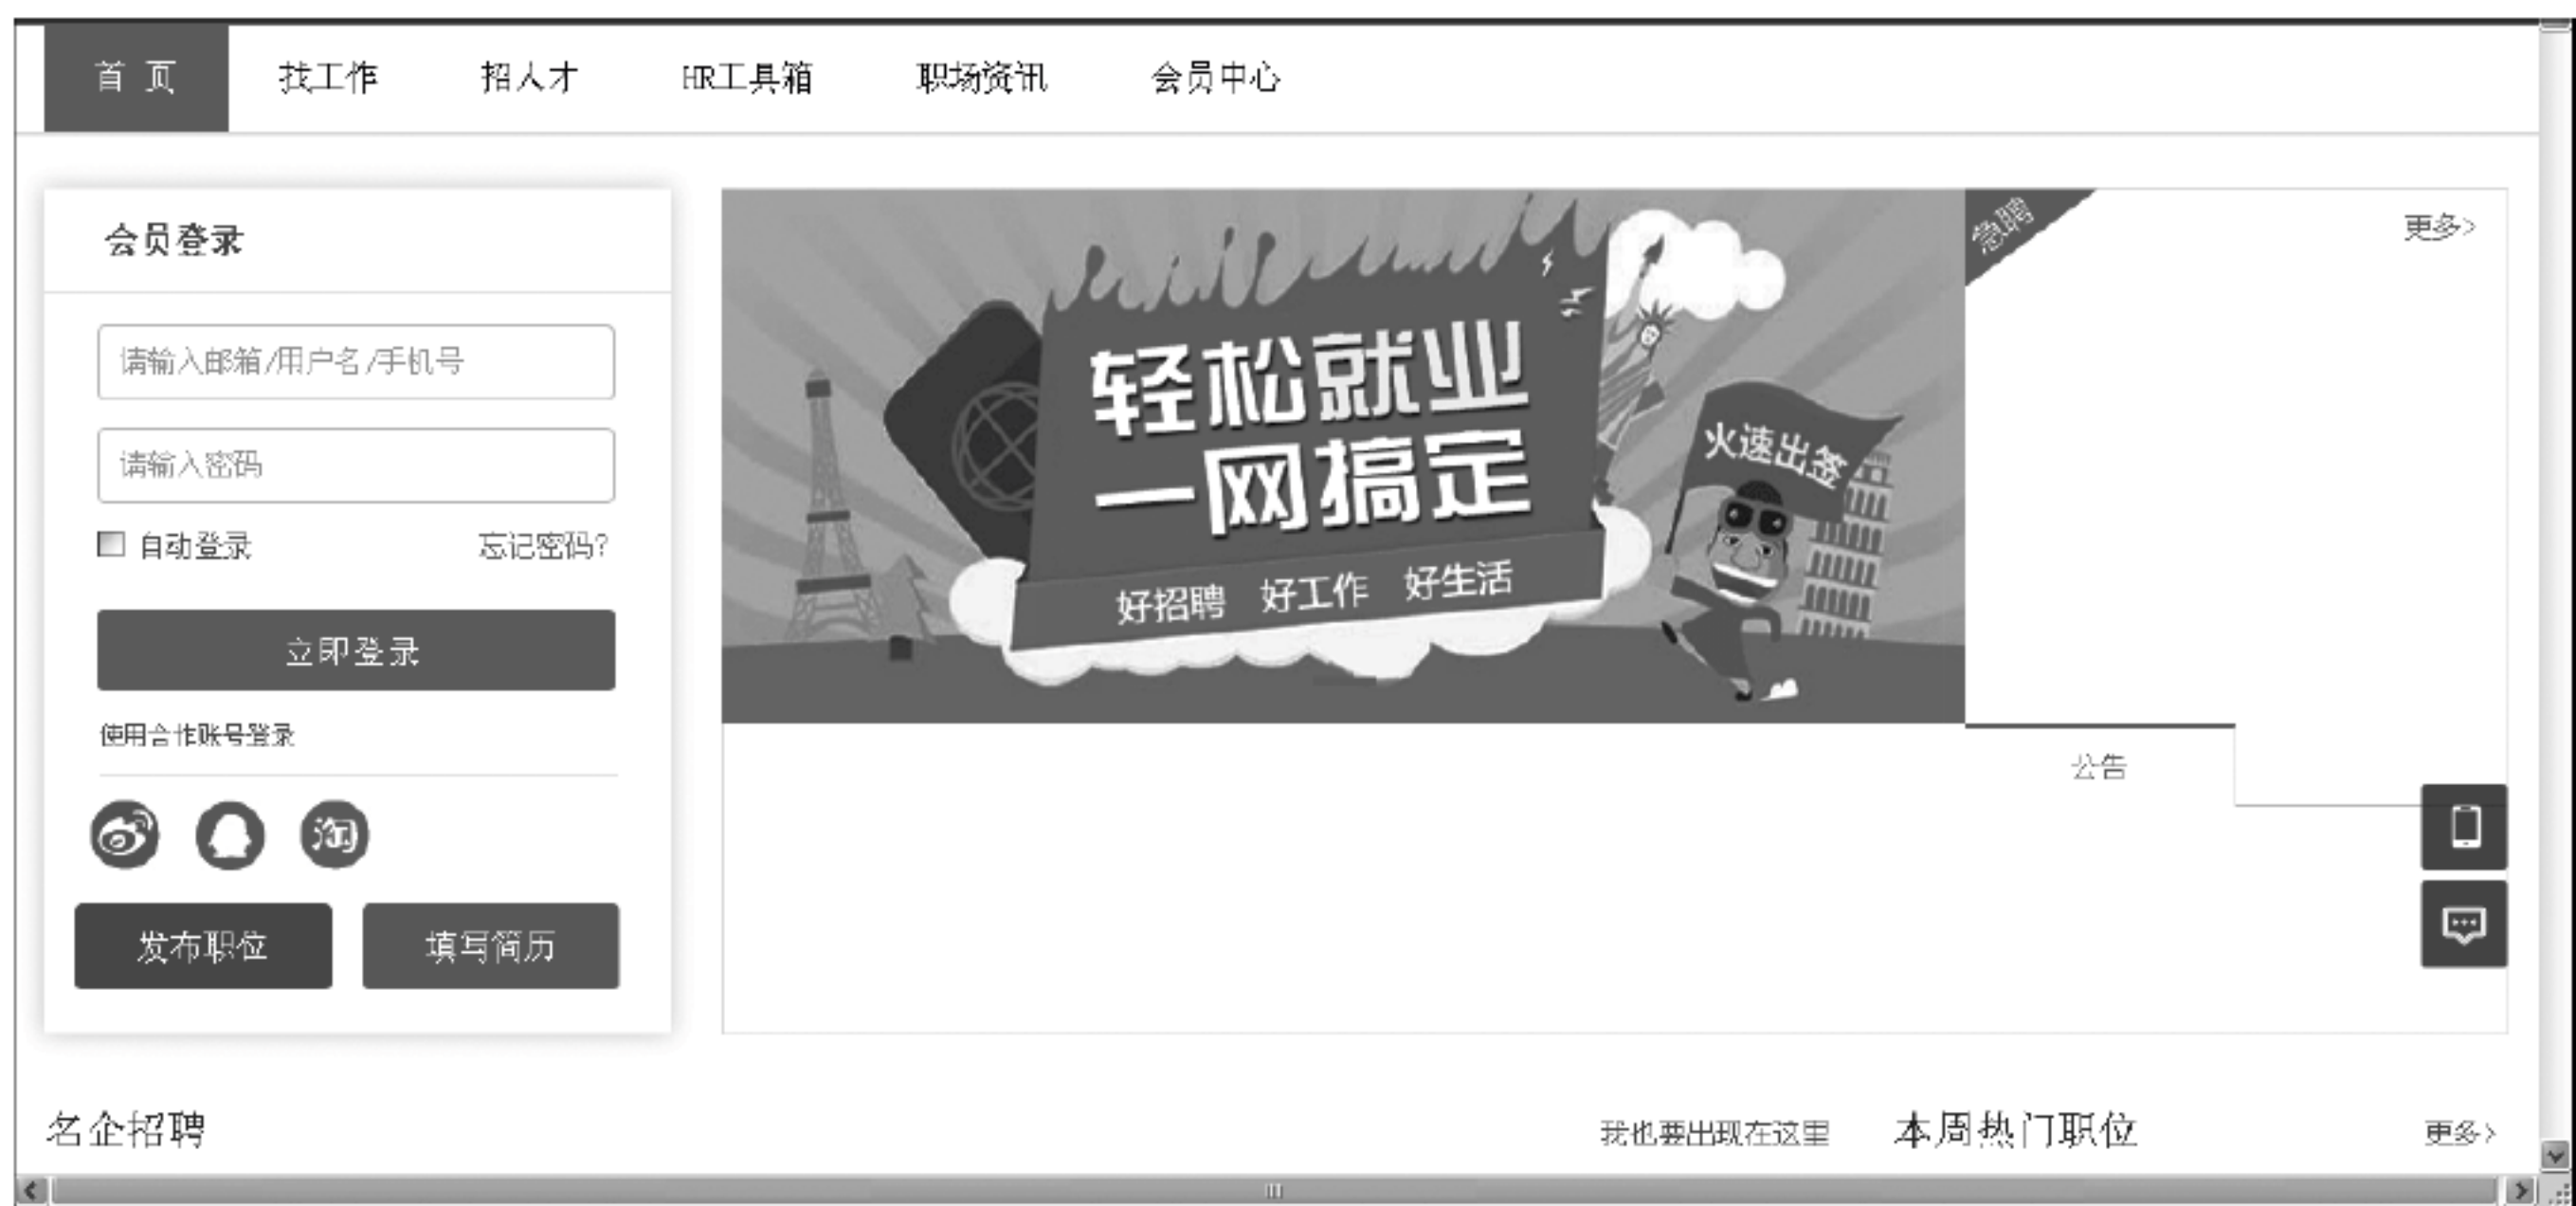 首 页 找工作 招人才 HR工具箱 职场资讯 会员中心
会员登录
请输入邮箱/用户名/手机号
请输入密码
自动登录 忘记密码?
立即登录
使用合作账号登录
淘
发布职位 填写简历
轻松就业
一网搞定
好招聘 好工作 好生活
火速出签
急聘
更多>
公告
名企招聘 我也要出现在这里 本周热门职位 更多>